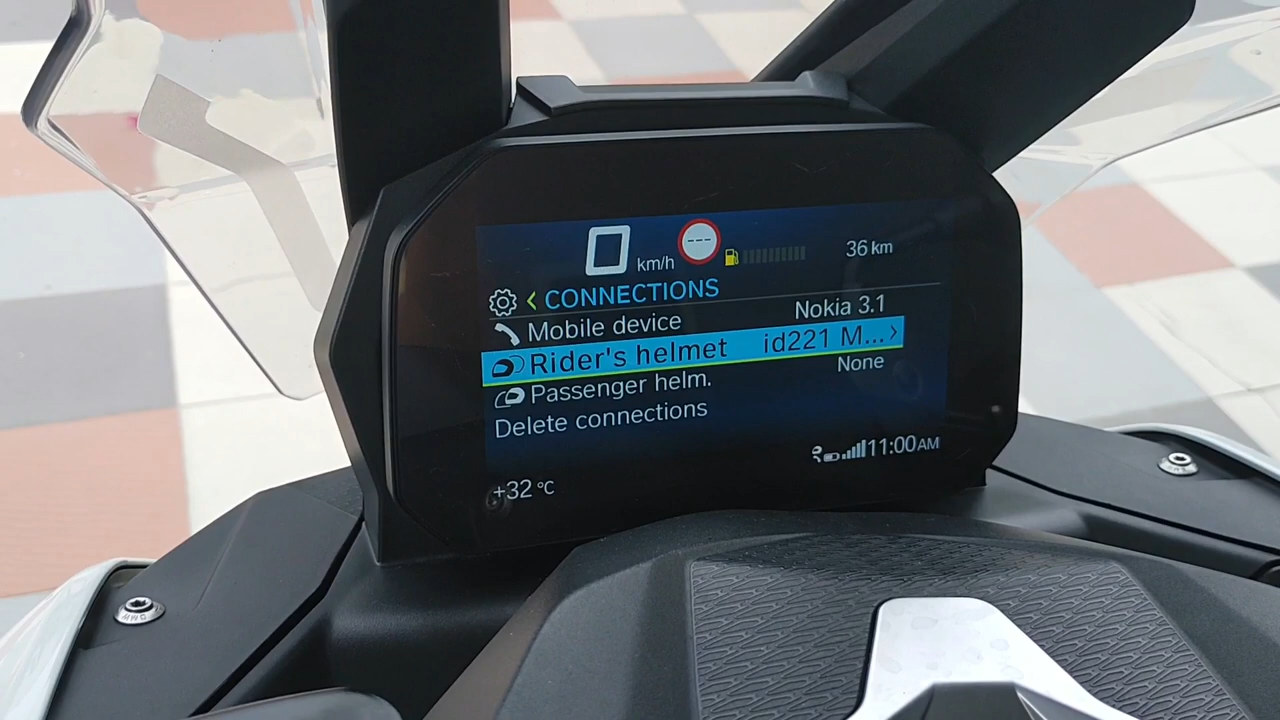 0 km/h --- 36 km
CONNECTIONS
Mobile device Nokia 3.1
Rider's helmet id221 M...
Passenger helm. None
Delete connections
11:00AM
+32 °C